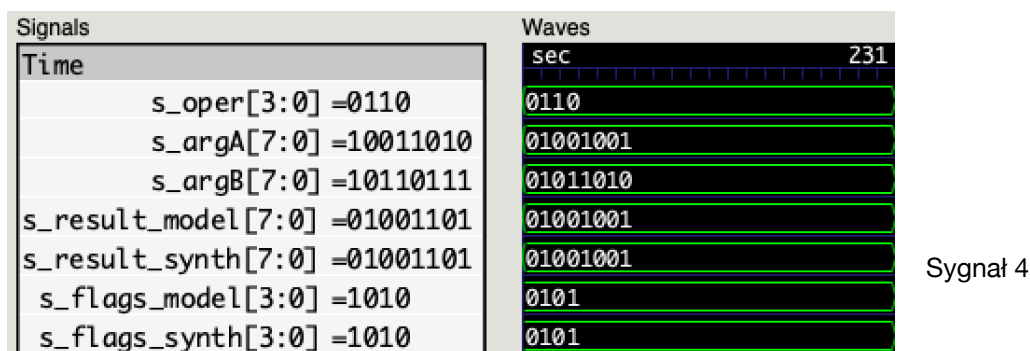 Signals
Waves
Time
sec 231
s_oper[3:0] =0110
0110
s_argA[7:0] =10011010
01001001
s_argB[7:0] =10110111
01011010
s_result_model[7:0] =01001101
01001001
s_result_synth[7:0] =01001101
01001001
Sygnał 4
s_flags_model[3:0] =1010
0101
s_flags_synth[3:0] =1010
0101